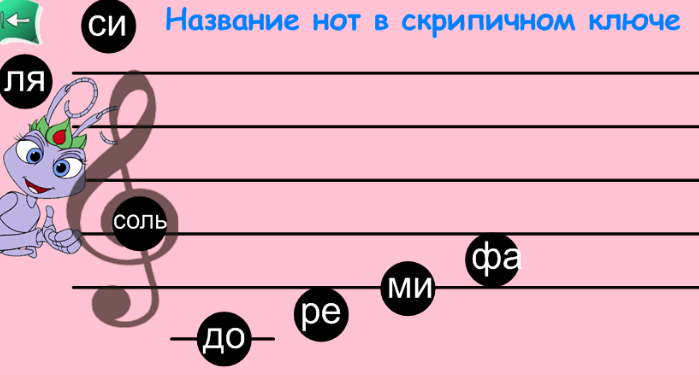 Название нот в скрипичном ключе
си
ля
соль
фа
ми
ре
до